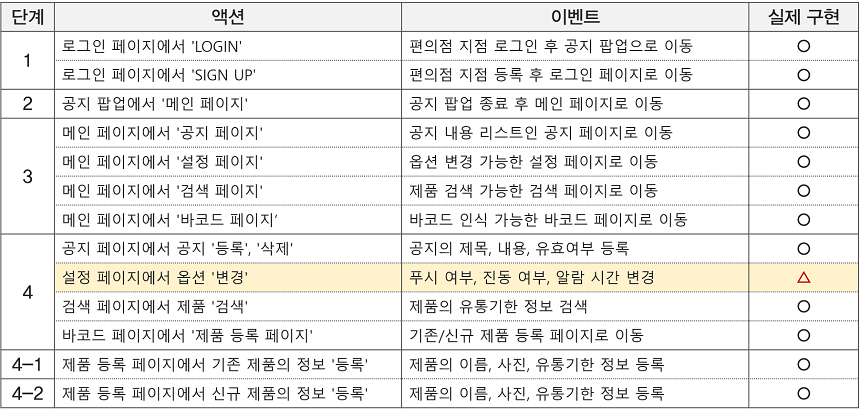 단계 액션 이벤트 실제 구현
1 로그인 페이지에서 'LOGIN' 편의점 지점 로그인 후 공지 팝업으로 이동 ○
로그인 페이지에서 'SIGN UP' 편의점 지점 등록 후 로그인 페이지로 이동 ○
2 공지 팝업에서 '메인 페이지' 공지 팝업 종료 후 메인 페이지로 이동 ○
3 메인 페이지에서 '공지 페이지' 공지 내용 리스트인 공지 페이지로 이동 ○
메인 페이지에서 '설정 페이지' 옵션 변경 가능한 설정 페이지로 이동 ○
메인 페이지에서 '검색 페이지' 제품 검색 가능한 검색 페이지로 이동 ○
메인 페이지에서 '바코드 페이지’ 바코드 인식 가능한 바코드 페이지로 이동 ○
4 공지 페이지에서 공지 '등록', '삭제' 공지의 제목, 내용, 유효여부 등록 ○
설정 페이지에서 옵션 '변경' 푸시 여부, 진동 여부, 알람 시간 변경 △
검색 페이지에서 제품 '검색' 제품의 유통기한 정보 검색 ○
바코드 페이지에서 '제품 등록 페이지' 기존/신규 제품 등록 페이지로 이동 ○
4-1 제품 등록 페이지에서 기존 제품의 정보 '등록' 제품의 이름, 사진, 유통기한 정보 등록 ○
4-2 제품 등록 페이지에서 신규 제품의 정보 '등록' 제품의 이름, 사진, 유통기한 정보 등록 ○